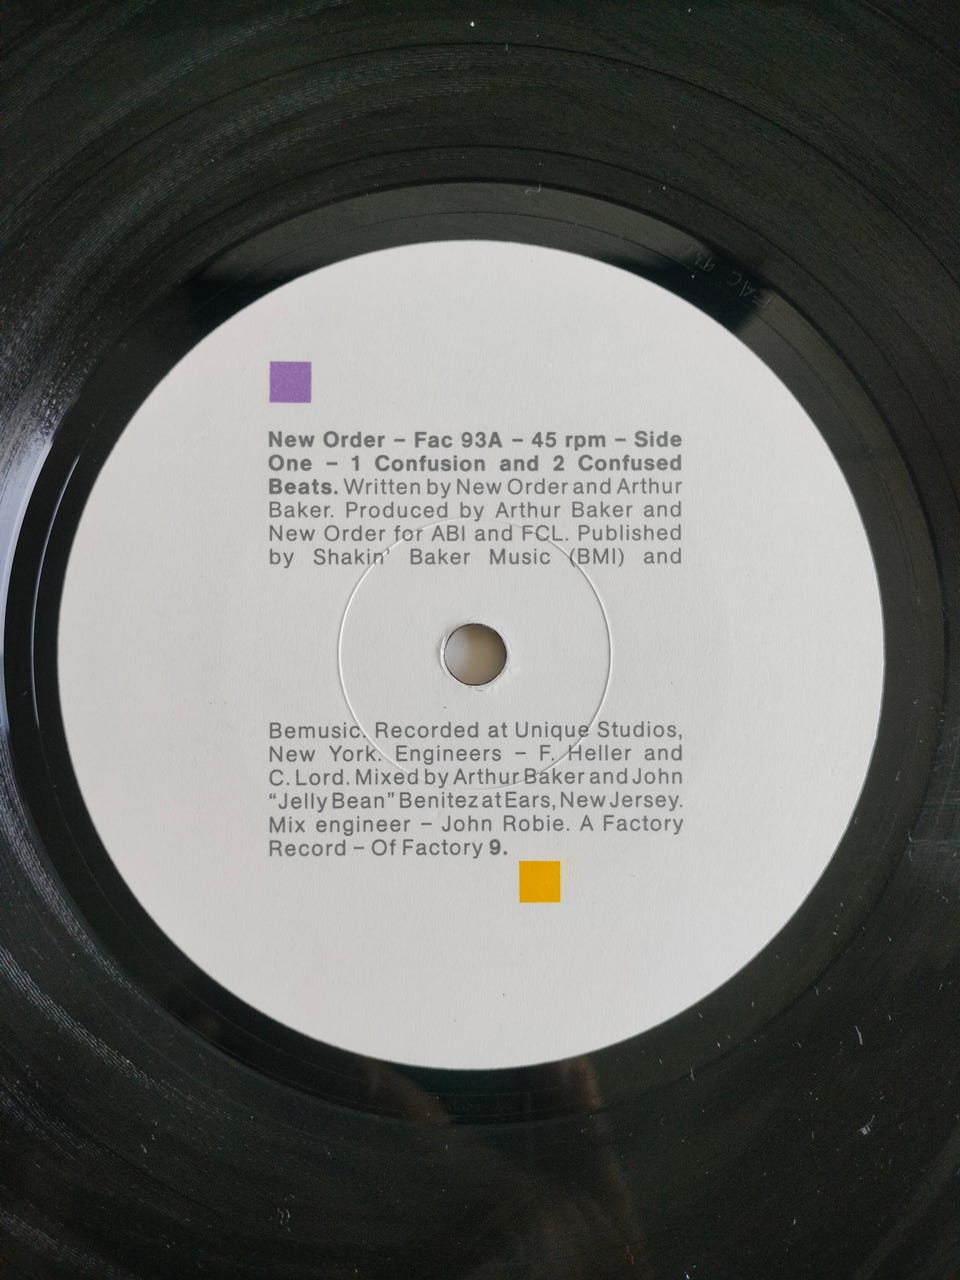 New Order – Fac 93A – 45 rpm – Side
One – 1 Confusion and 2 Confused
Beats. Written by New Order and Arthur
Baker. Produced by Arthur Baker and
New Order for ABI and FCL. Published
by Shakin' Baker Music (BMI) and
Bemusic. Recorded at Unique Studios,
New York. Engineers – F. Heller and
C. Lord. Mixed by Arthur Baker and John
“Jelly Bean” Benitez at Ears, New Jersey.
Mix engineer – John Robie. A Factory
Record – Of Factory 9.